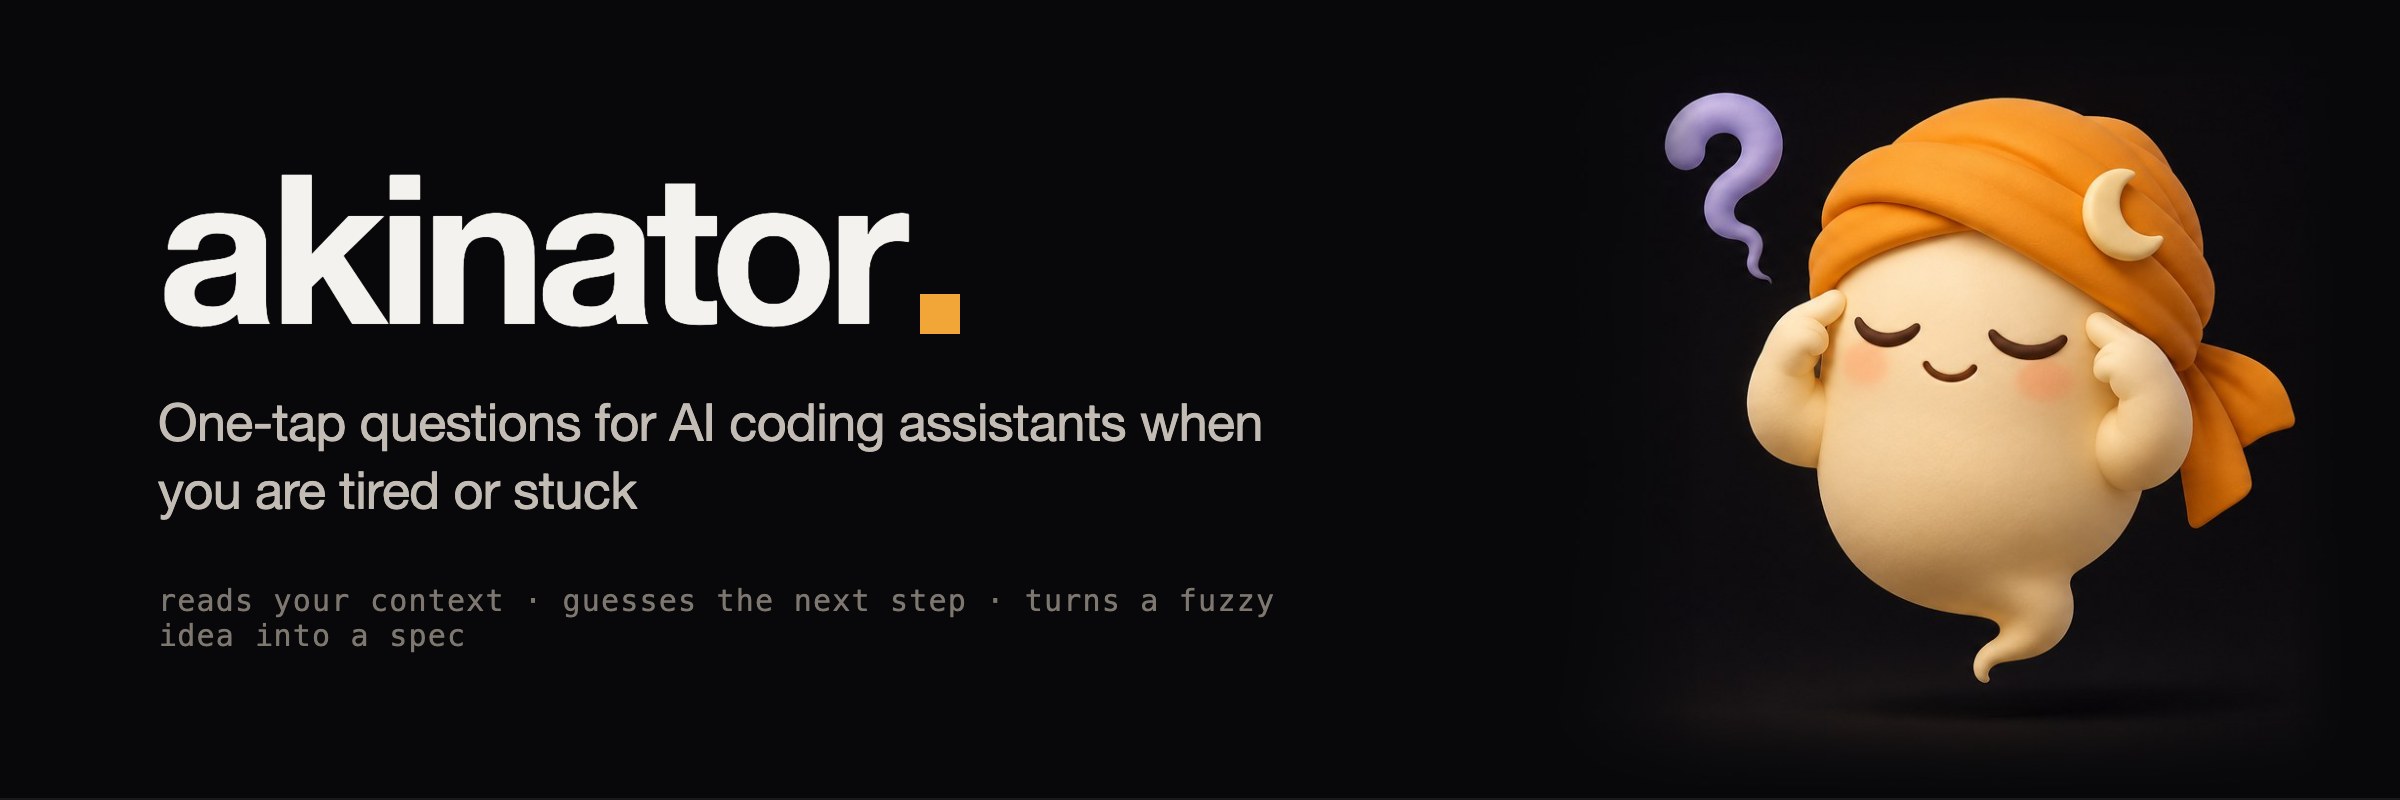 akinator.
One-tap questions for AI coding assistants when
you are tired or stuck
reads your context · guesses the next step · turns a fuzzy
idea into a spec